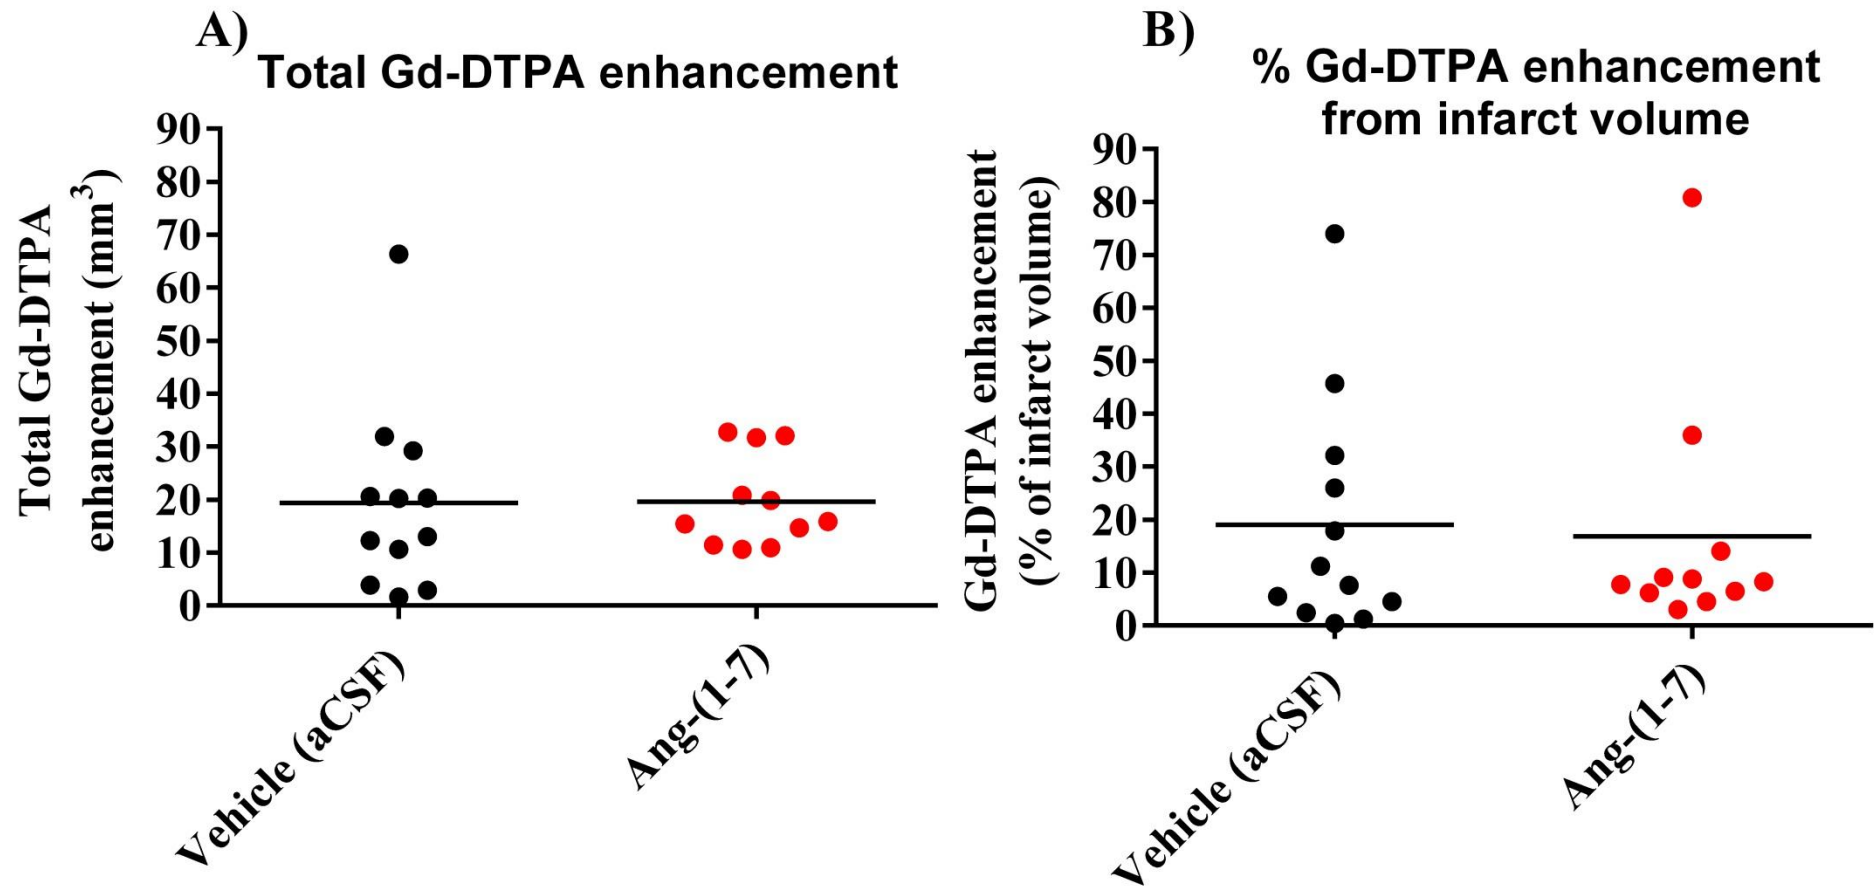 A)
Total Gd-DTPA enhancement
Total Gd-DTPA
enhancement (mm³)
90
80
70
60
50
40
30
20
10
0
Vehicle (aCSF)
Ang-(1-7)
B)
% Gd-DTPA enhancement
from infarct volume
Gd-DTPA enhancement
(% of infarct volume)
90
80
70
60
50
40
30
20
10
0
Vehicle (aCSF)
Ang-(1-7)